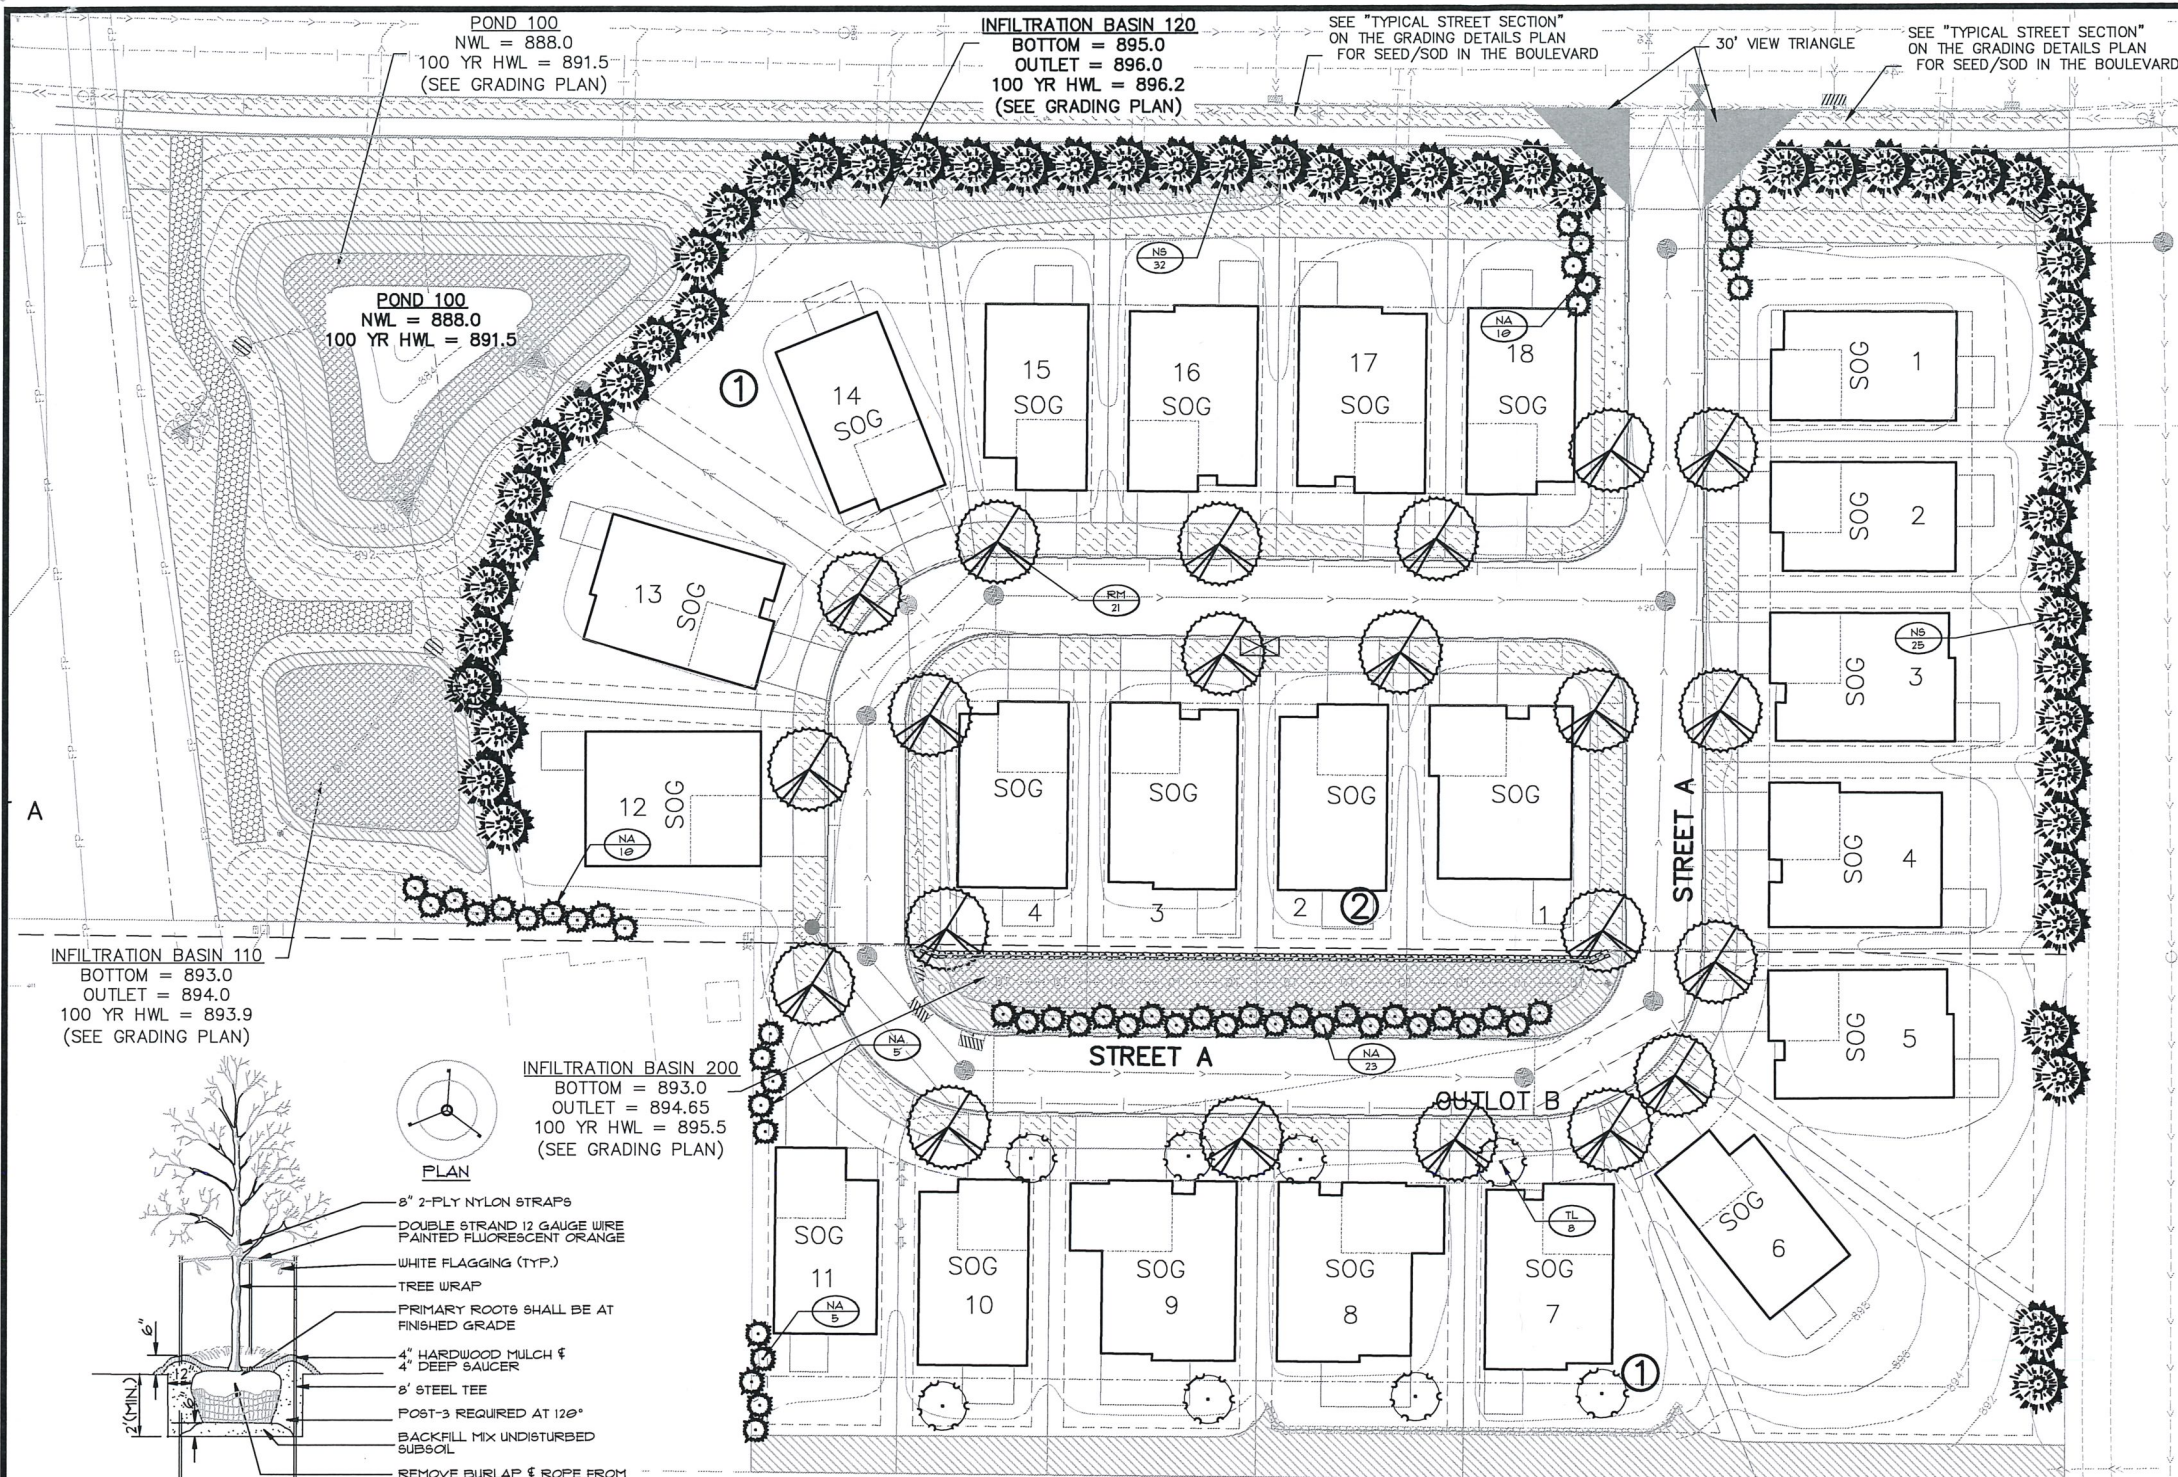 POND 100
NWL = 888.0
100 YR HWL = 891.5
(SEE GRADING PLAN)
INFILTRATION BASIN 120
BOTTOM = 895.0
OUTLET = 896.0
100 YR HWL = 896.2
(SEE GRADING PLAN)
SEE "TYPICAL STREET SECTION"
ON THE GRADING DETAILS PLAN
FOR SEED/SOD IN THE BOULEVARD
30' VIEW TRIANGLE
SEE "TYPICAL STREET SECTION"
ON THE GRADING DETAILS PLAN
FOR SEED/SOD IN THE BOULEVARD
POND 100
NWL = 888.0
100 YR HWL = 891.5
884
890
892
1
NS
32
NA
10
14
SOG
15
SOG
16
SOG
17
SOG
18
SOG
1
SOG
2
SOG
3
SOG
NS
25
4
SOG
5
SOG
13
SOG
RM
21
12
SOG
NA
10
SOG
4
SOG
3
SOG
2
SOG
1
2
STREET A
A
INFILTRATION BASIN 110
BOTTOM = 893.0
OUTLET = 894.0
100 YR HWL = 893.9
(SEE GRADING PLAN)
NA
5
STREET A
NA
23
OUTLOT B
INFILTRATION BASIN 200
BOTTOM = 893.0
OUTLET = 894.65
100 YR HWL = 895.5
(SEE GRADING PLAN)
SOG
11
NA
5
SOG
10
SOG
9
SOG
8
SOG
7
TL
8
SOG
6
1
896
894
892
PLAN
8" 2-PLY NYLON STRAPS
DOUBLE STRAND 12 GAUGE WIRE
PAINTED FLUORESCENT ORANGE
WHITE FLAGGING (TYP.)
TREE WRAP
PRIMARY ROOTS SHALL BE AT
FINISHED GRADE
4" HARDWOOD MULCH &
4" DEEP SAUCER
8' STEEL TEE
POST-3 REQUIRED AT 120°
BACKFILL MIX UNDISTURBED
SUBSOIL
REMOVE BURLAP & ROPE FROM
6"
2'(MIN.)